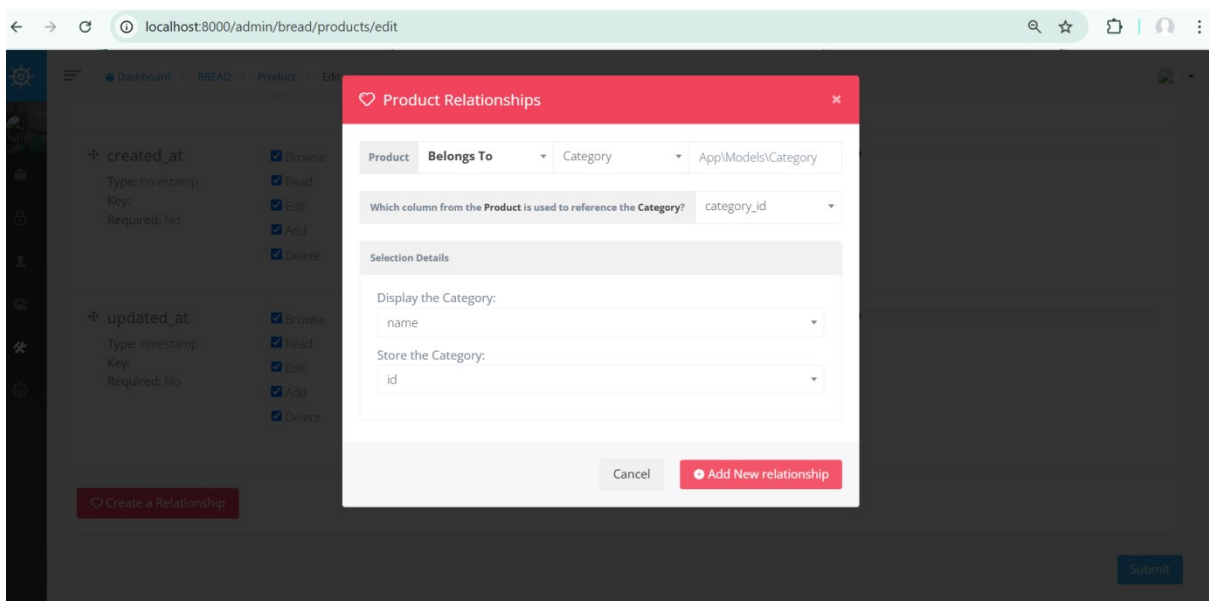 localhost:8000/admin/bread/products/edit
Dashboard BREAD Product Edit
Product Relationships ×
Product Belongs To Category App\Models\Category
Which column from the Product is used to reference the Category? category_id
Selection Details
Display the Category:
name
Store the Category:
id
Cancel Add New relationship
created_at
Type: timestamp
Key:
Required: No
Browse
Read
Edit
Add
Delete
updated_at
Type: timestamp
Key:
Required: No
Browse
Read
Edit
Add
Delete
Create a Relationship
Submit